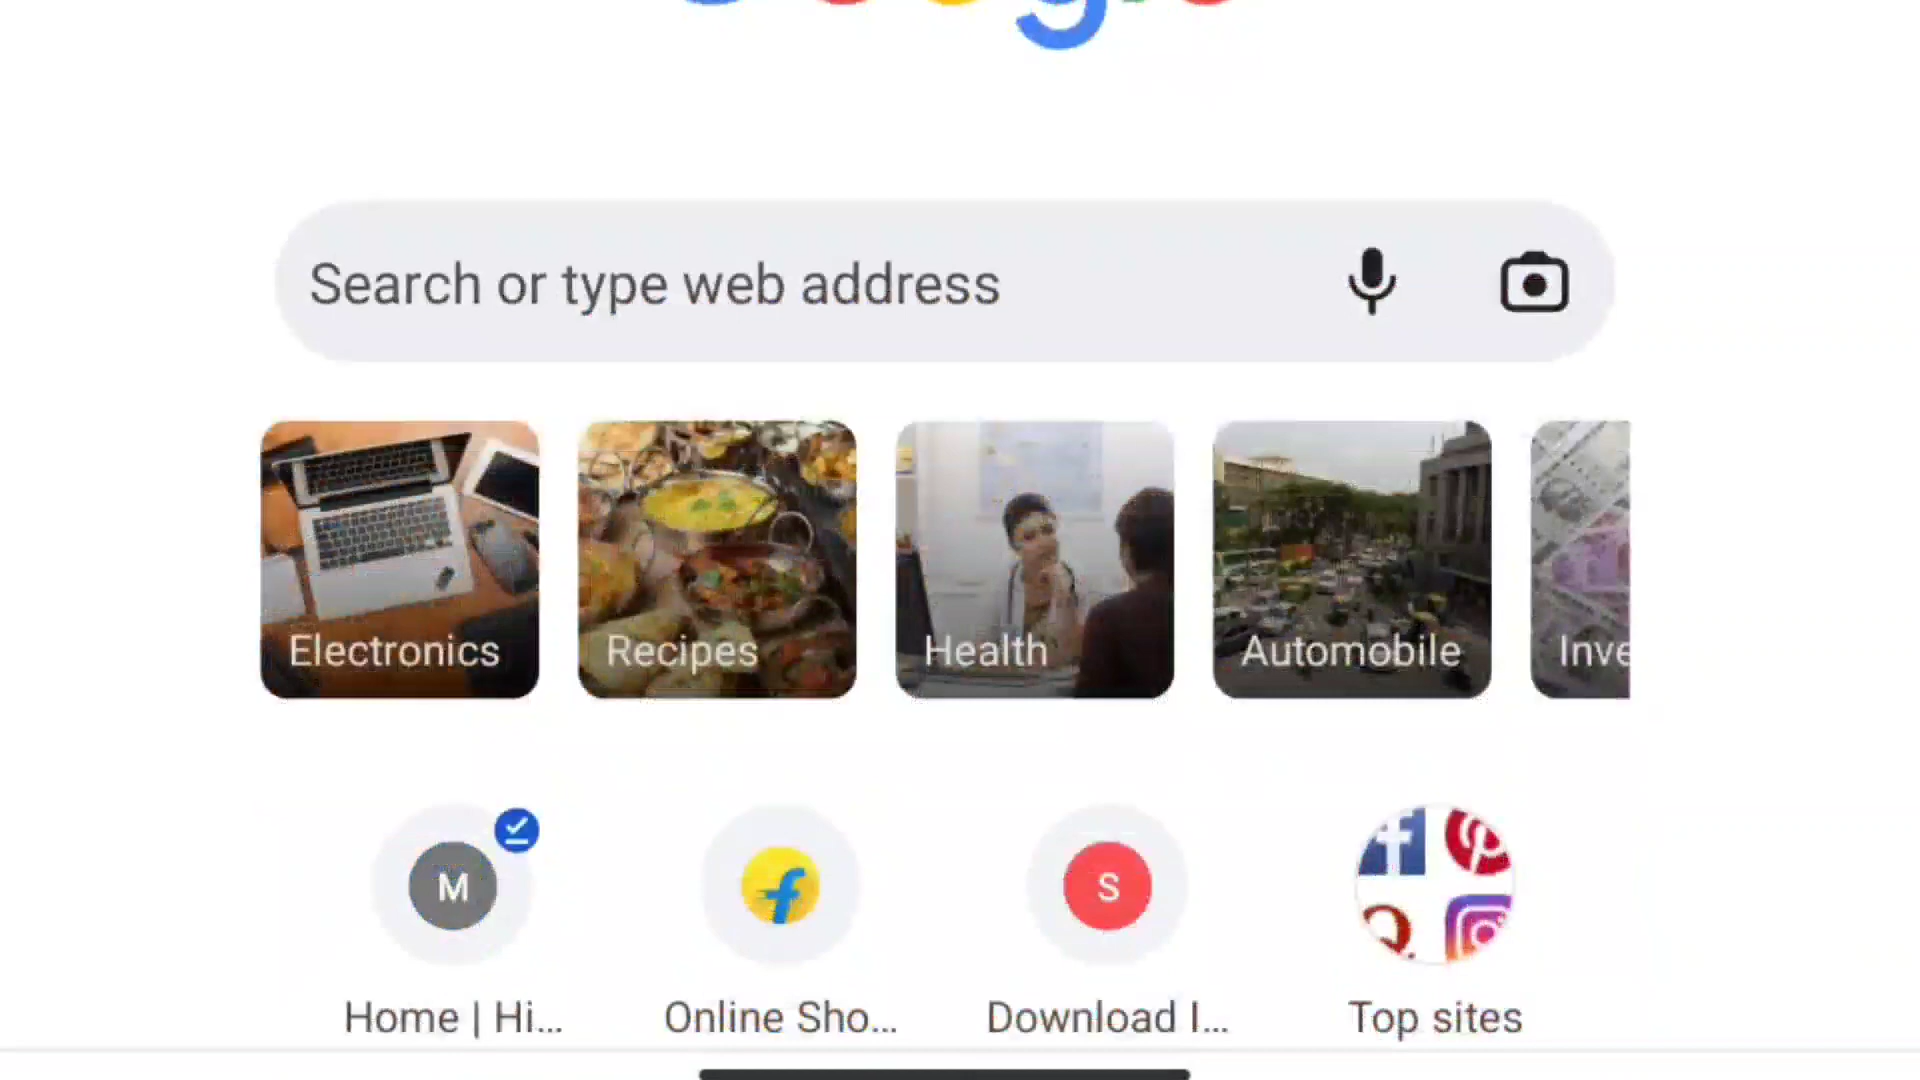 Search or type web address
Electronics
Recipes
Health
Automobile
Inve
M
S
Home | Hi...
Online Sho...
Download I...
Top sites